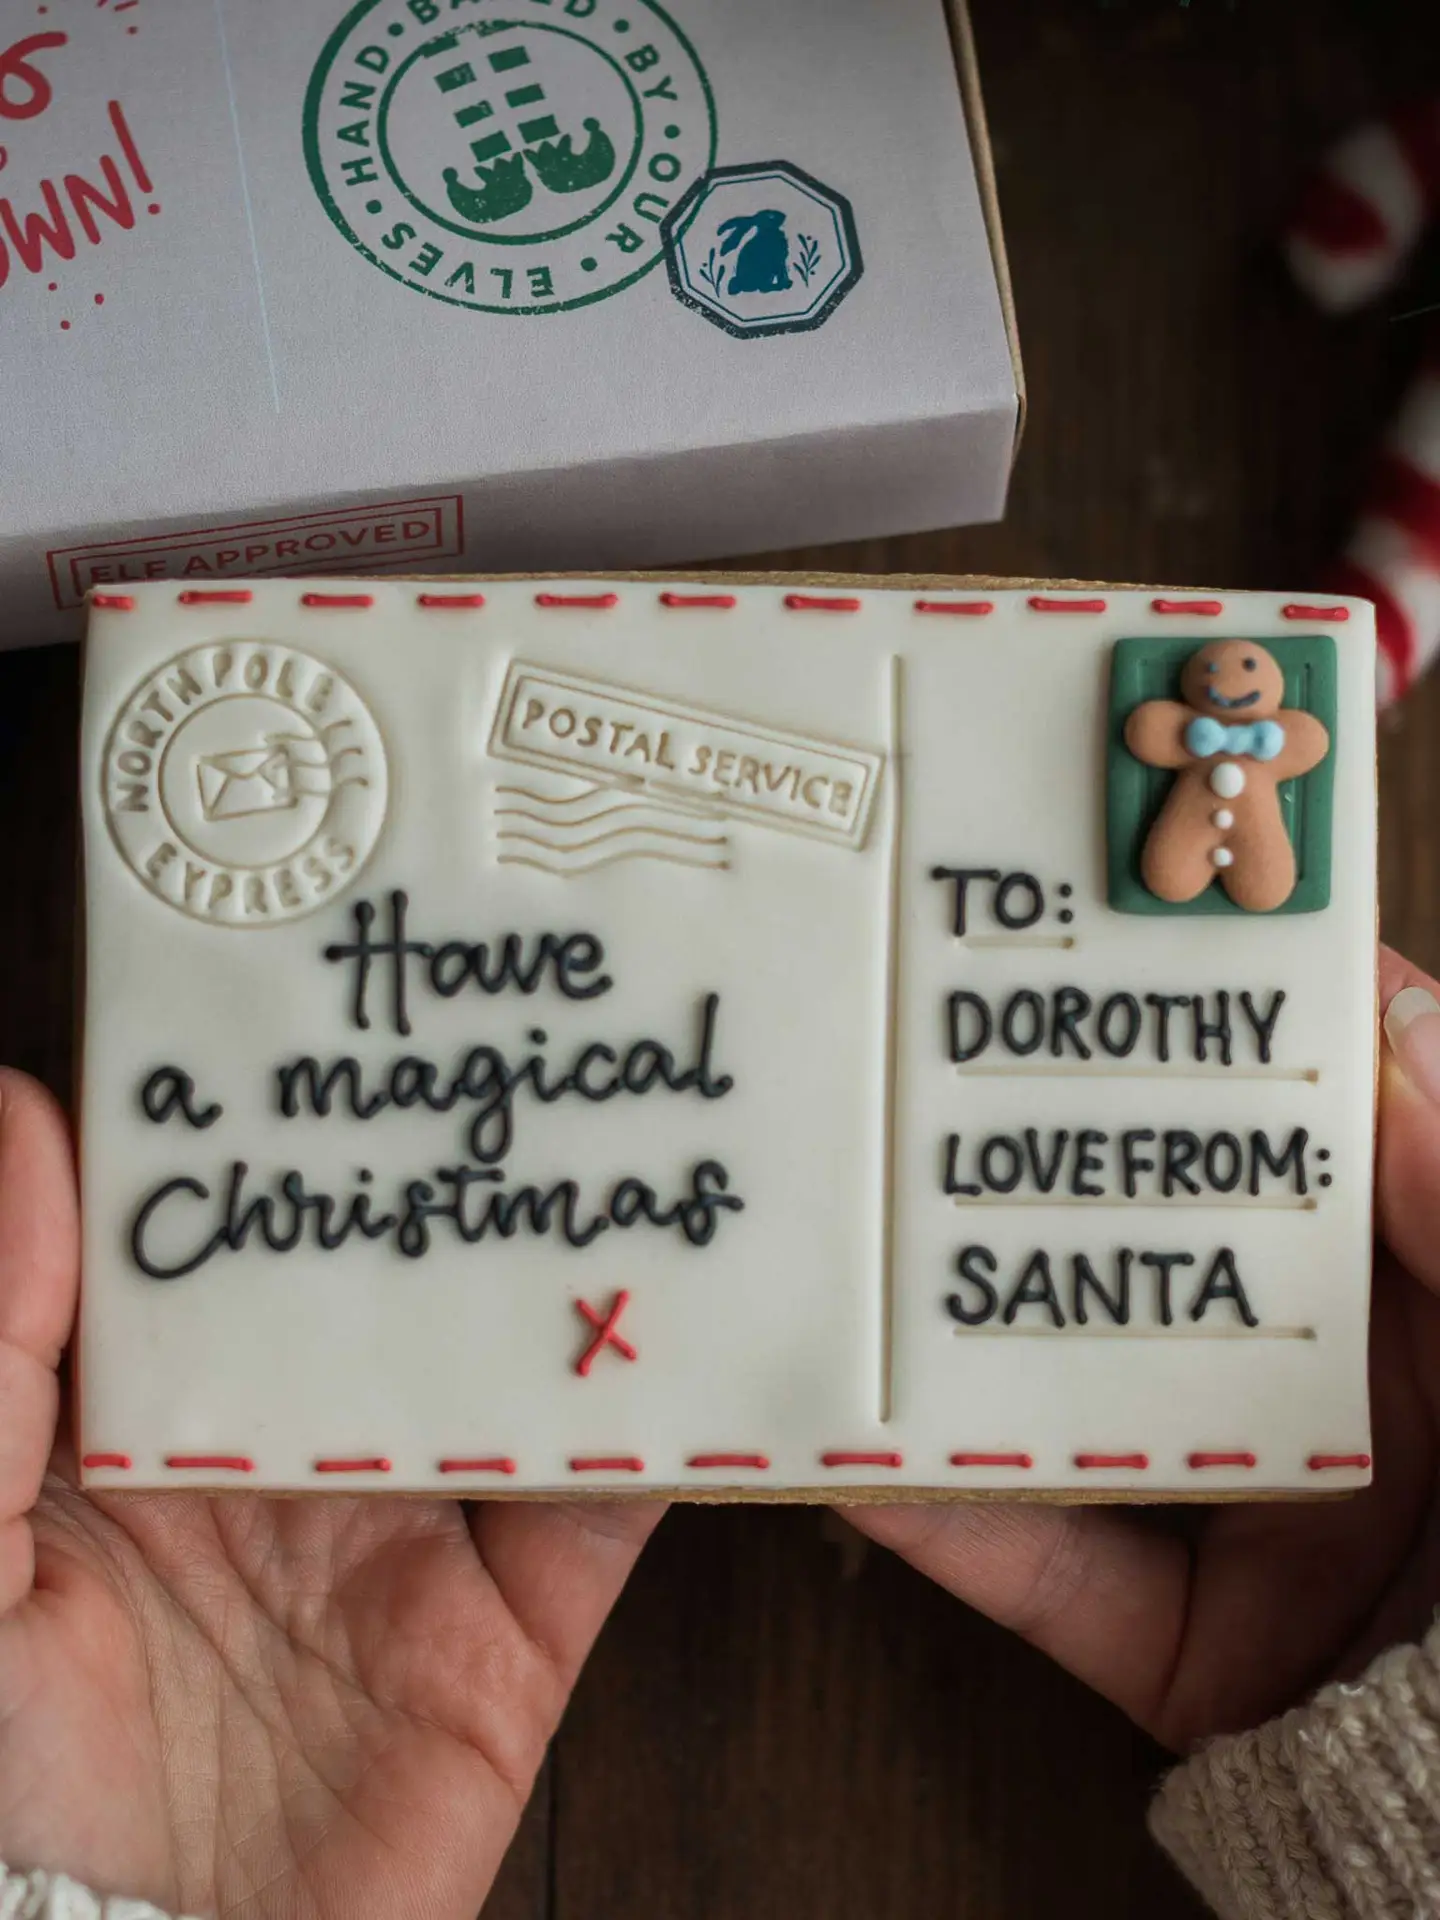 HAND • BAKED • BY • OUR • ELVES •
ELF APPROVED
NORTH POLE
EXPRESS
POSTAL SERVICE
Have
a magical
Christmas
X
TO:
DOROTHY
LOVE FROM:
SANTA